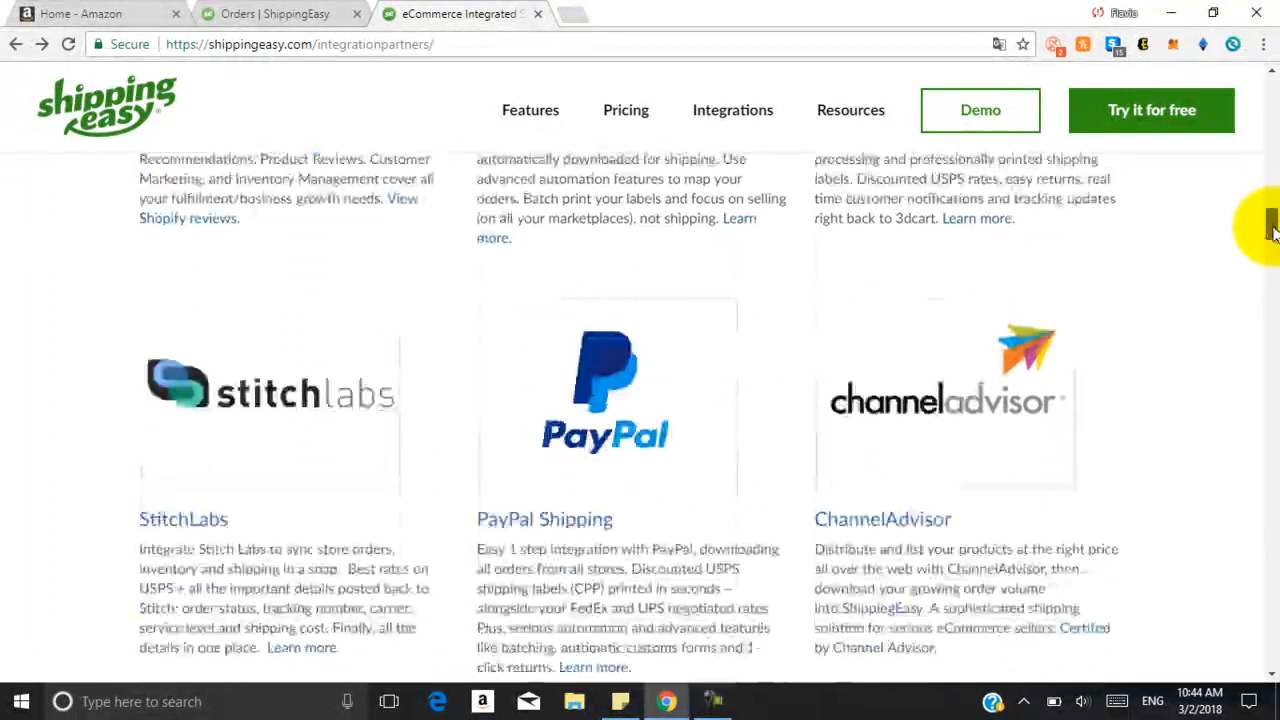 Home - Amazon
Orders | ShippingEasy
eCommerce Integrated S
Flavio
Secure
https://shippingeasy.com/integrationpartners/
2
15
shipping easy
Features
Pricing
Integrations
Resources
Demo
Try it for free
Recommendations. Product Reviews. Customer
Marketing, and Inventory Management cover all
your fulfillment/business growth needs. View
Shopify reviews.
automatically downloaded for shipping. Use
advanced automation features to map your
orders. Batch print your labels and focus on selling
(on all your marketplaces), not shipping. Learn
more.
processing and professionally printed shipping
labels. Discounted USPS rates, easy returns, real
time customer notifications and tracking updates
right back to 3dcart. Learn more.
stitchlabs
PayPal
channeladvisor
StitchLabs
Integrate Stitch Labs to sync store orders,
inventory and shipping in a snap. Best rates on
USPS + all the important details posted back to
Stitch: order status, tracking number, carrier,
service level and shipping cost. Finally, all the
details in one place. Learn more.
PayPal Shipping
Easy 1 step integration with PayPal, downloading
all orders from all stores. Discounted USPS
shipping labels (CPP) printed in seconds –
alongside your FedEx and UPS negotiated rates
Plus, serious automation and advanced features
like batching, automatic customs forms and 1-
click returns. Learn more.
ChannelAdvisor
Distribute and list your products at the right price
all over the web with ChannelAdvisor, then
download your growing order volume
into ShippingEasy. A sophisticated shipping
solution for serious eCommerce sellers. Certified
by Channel Advisor.
Type here to search
ENG
10:44 AM
3/2/2018